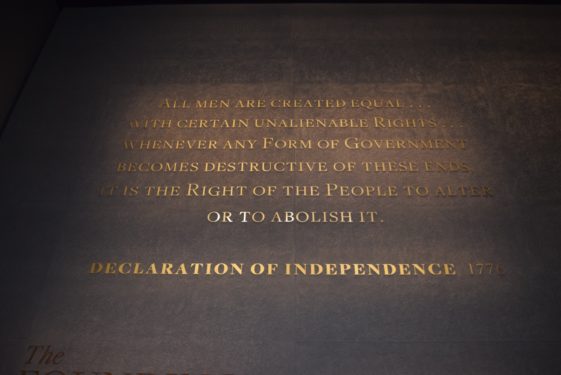 ALL MEN ARE CREATED EQUAL . . .
WITH CERTAIN UNALIENABLE RIGHTS . . .
WHENEVER ANY FORM OF GOVERNMENT
BECOMES DESTRUCTIVE OF THESE ENDS
IT IS THE RIGHT OF THE PEOPLE TO ALTER
OR TO ABOLISH IT.
DECLARATION OF INDEPENDENCE 1776
The